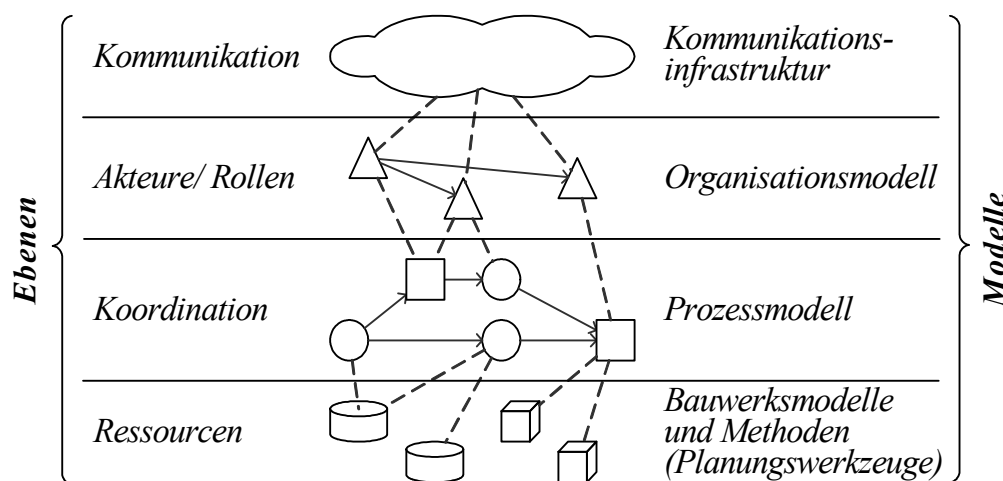 Kommunikation
Kommunikations-
infrastruktur
Akteure/ Rollen
Organisationsmodell
Ebenen
Modelle
Koordination
Prozessmodell
Ressourcen
Bauwerksmodelle
und Methoden
(Planungswerkzeuge)